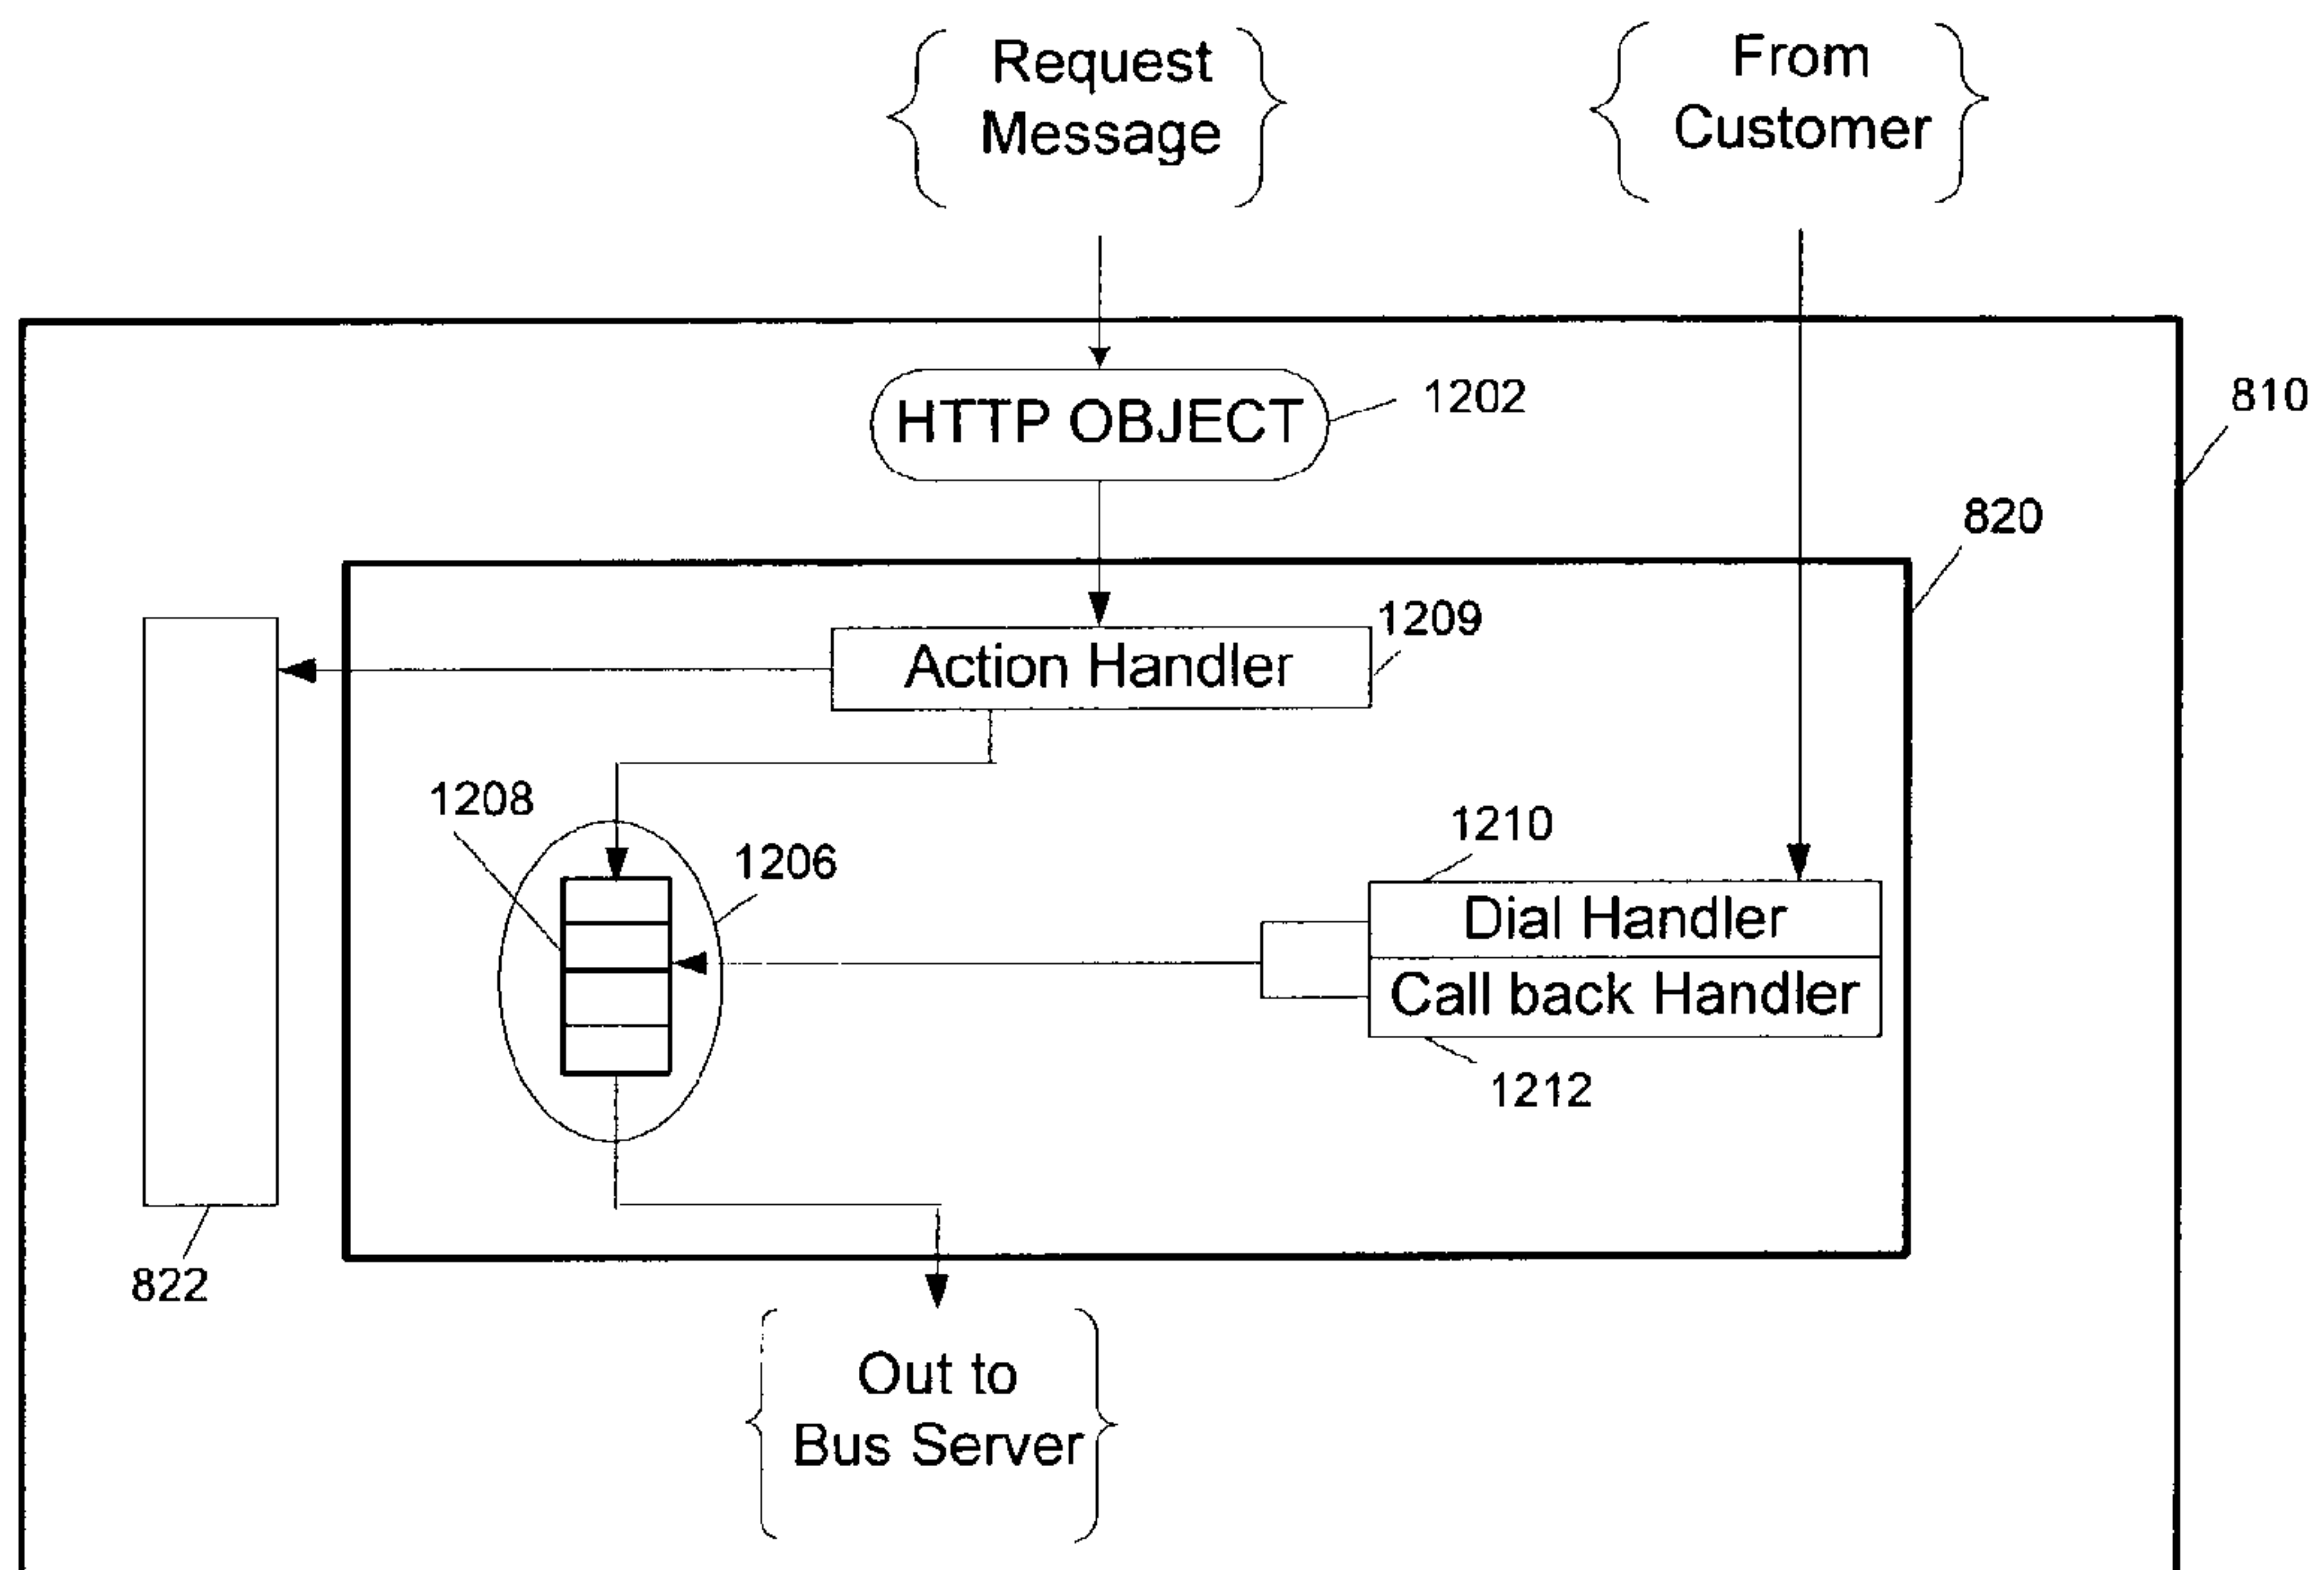 Request
Message
From
Customer
HTTP OBJECT
1202
810
820
1209
Action Handler
1208
1206
1210
Dial Handler
Call back Handler
1212
822
Out to
Bus Server